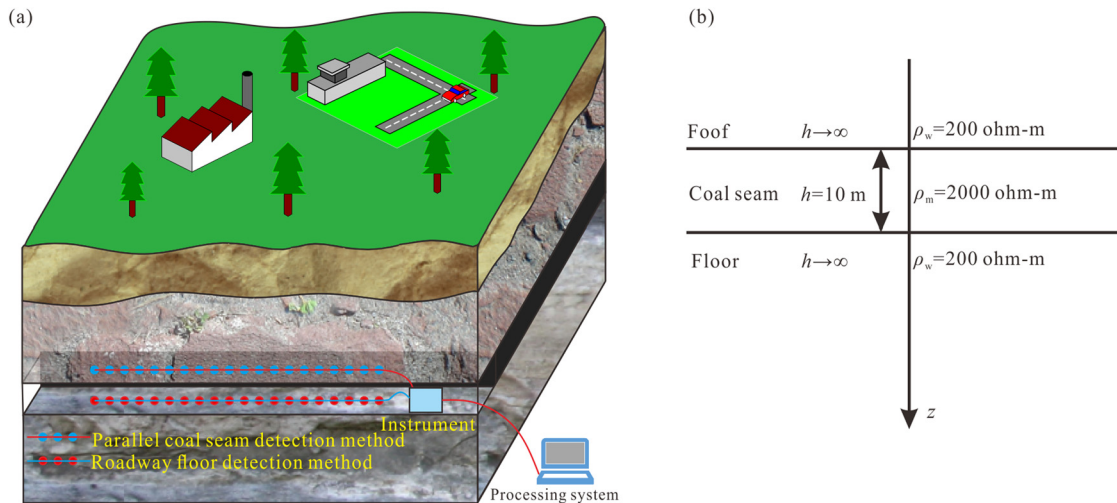 (a)
Instrument
Parallel coal seam detection method
Roadway floor detection method
Processing system
(b)
Foof h→∞ ρw=200 ohm-m
Coal seam h=10 m ρm=2000 ohm-m
Floor h→∞ ρw=200 ohm-m
z